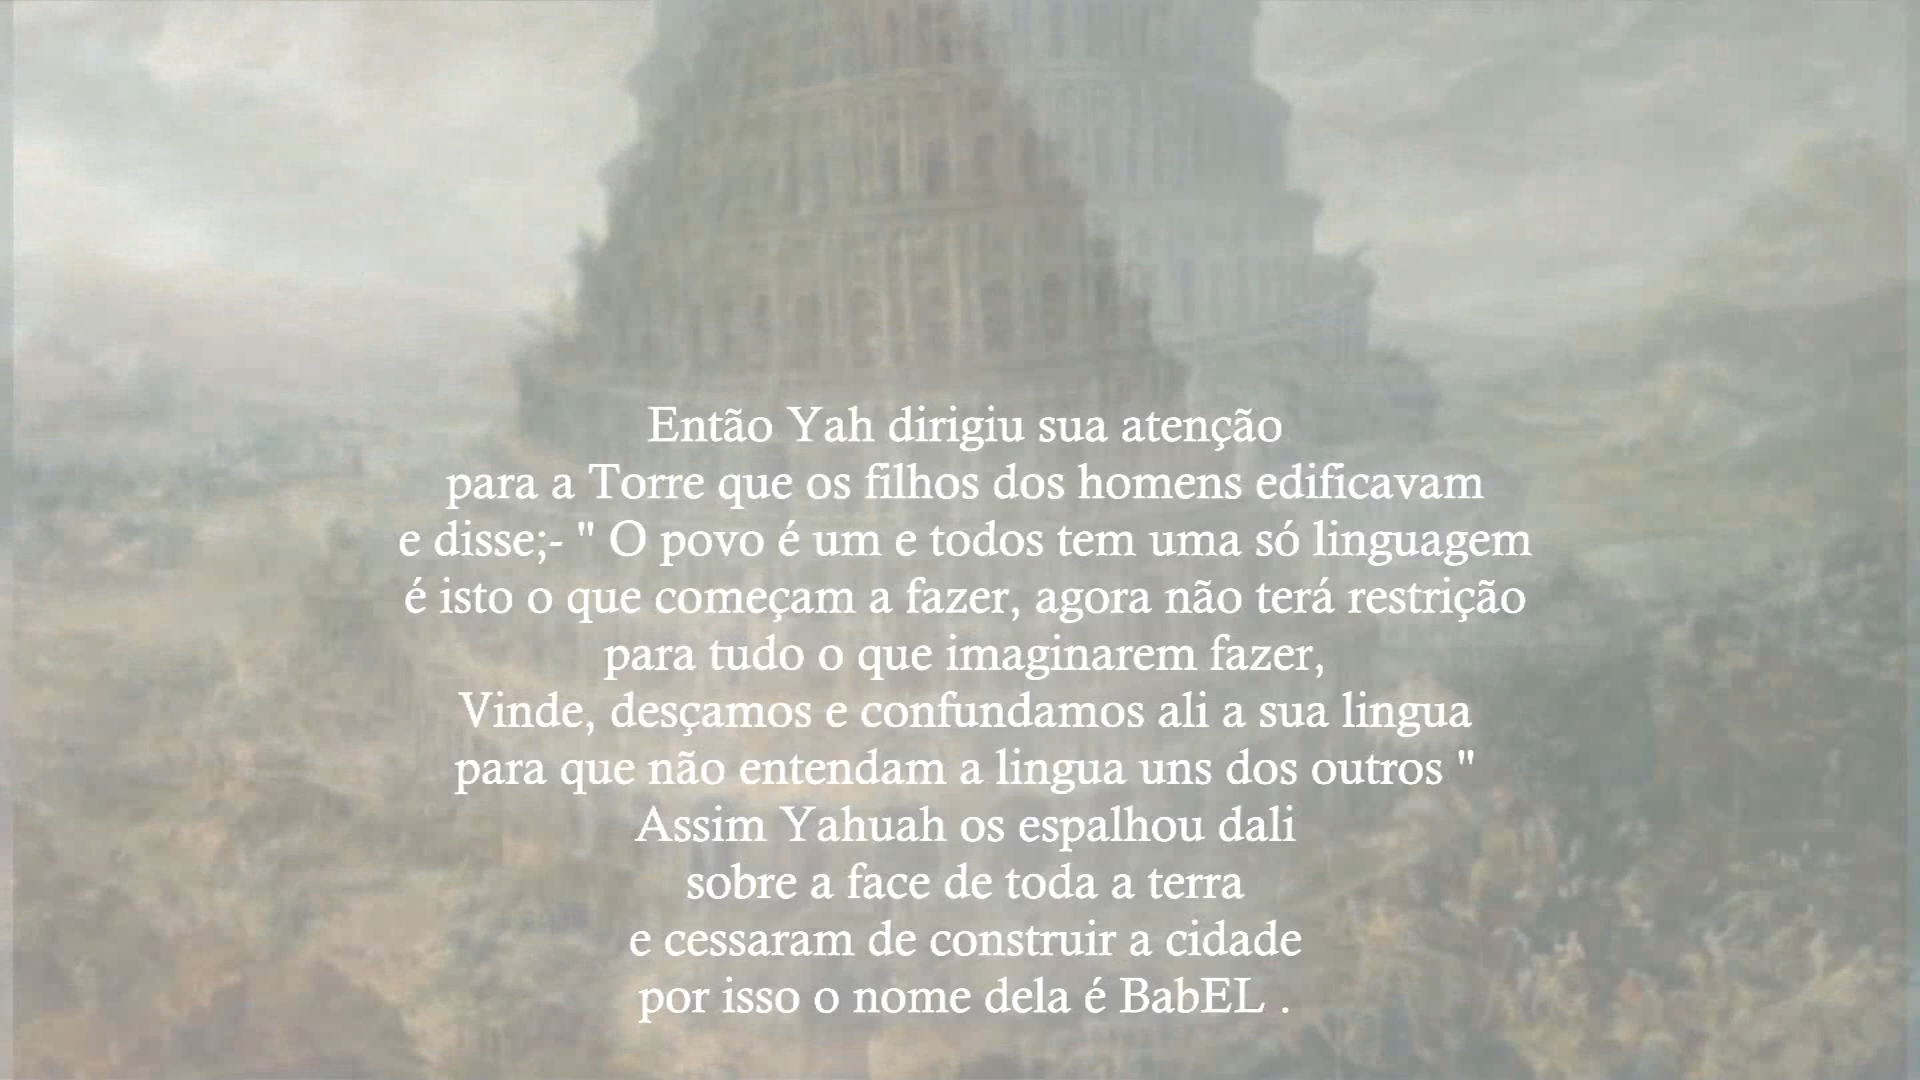 Então Yah dirigiu sua atenção
para a Torre que os filhos dos homens edificavam
e disse;- " O povo é um e todos tem uma só linguagem
é isto o que começam a fazer, agora não terá restrição
para tudo o que imaginarem fazer,
Vinde, desçamos e confundamos ali a sua lingua
para que não entendam a lingua uns dos outros "
Assim Yahuah os espalhou dali
sobre a face de toda a terra
e cessaram de construir a cidade
por isso o nome dela é BabEL .